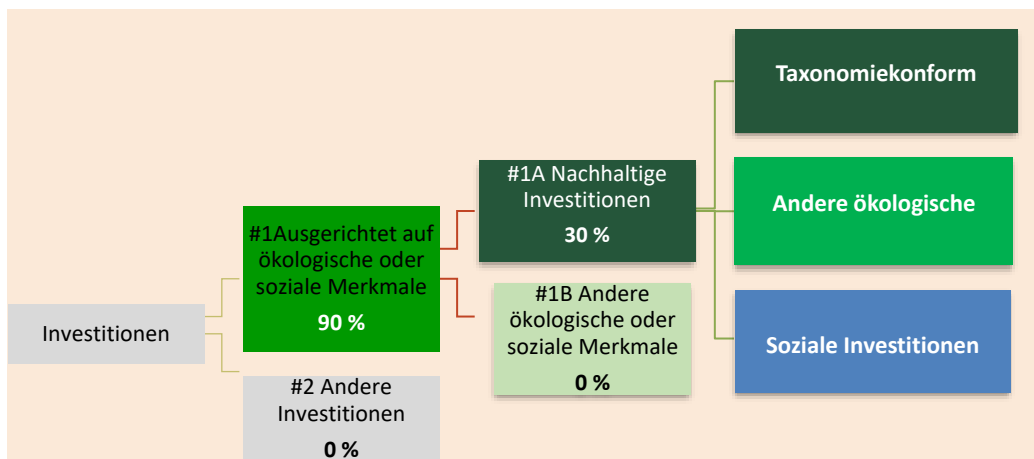 Investitionen
#1Ausgerichtet auf
ökologische oder
soziale Merkmale
90 %
#2 Andere
Investitionen
0 %
#1A Nachhaltige
Investitionen
30 %
#1B Andere
ökologische oder
soziale Merkmale
0 %
Taxonomiekonform
Andere ökologische
Soziale Investitionen